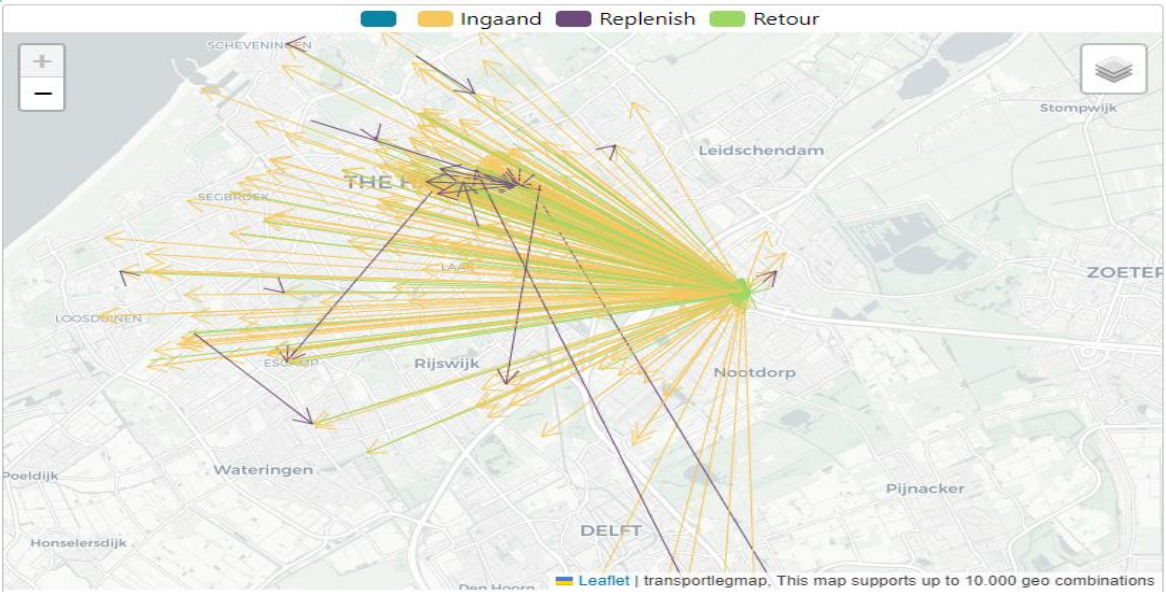 Ingaand Replenish Retour
SCHEVENINGEN
+
−
Stompwijk
Leidschendam
THE H
SEGBROEK
ZOETER
LAA
LOOSDUINEN
ESCAMP
Rijswijk
Nootdorp
Wateringen
Poeldijk
Pijnacker
DELFT
Honselersdijk
Den Hoorn
Leaflet | transportlegmap, This map supports up to 10.000 geo combinations